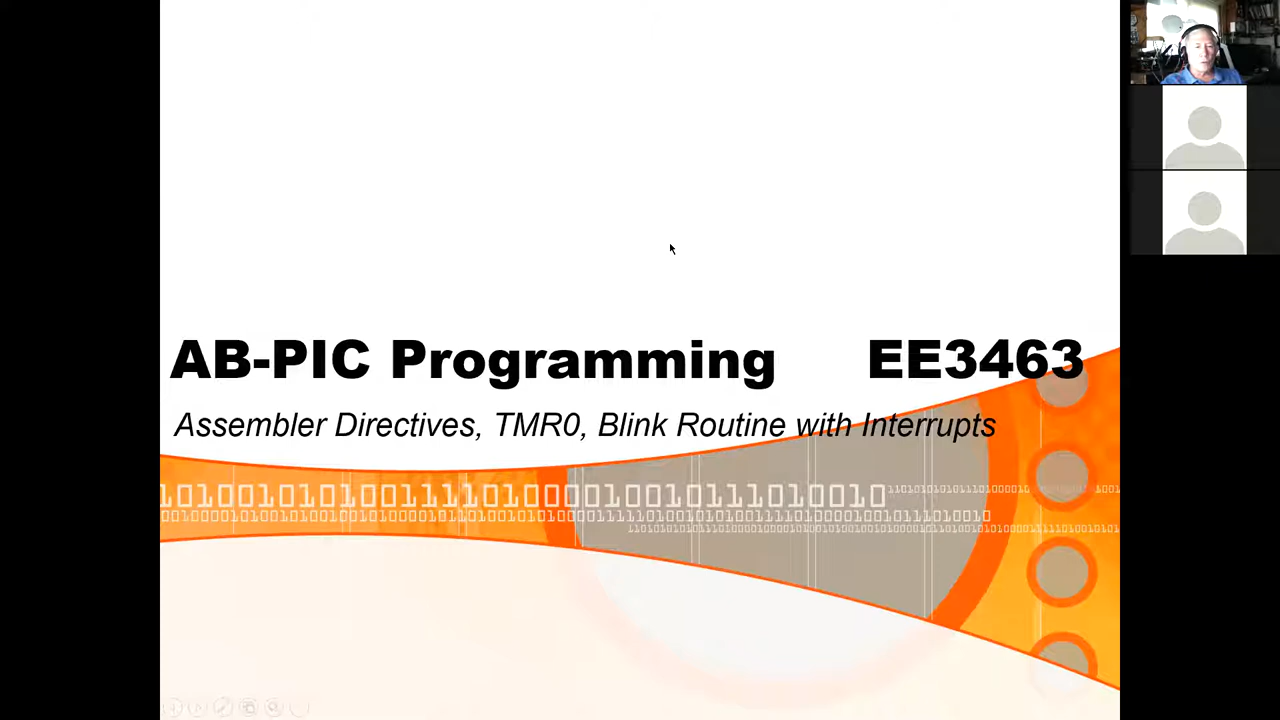 AB-PIC Programming EE3463
Assembler Directives, TMR0, Blink Routine with Interrupts